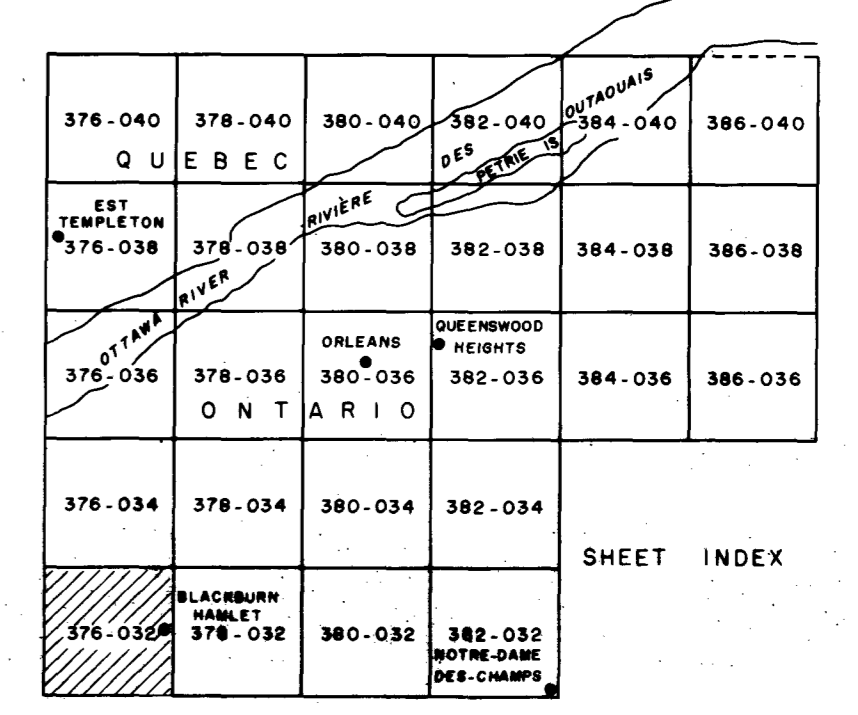 376-040 378-040 380-040 382-040 384-040 386-040
OUTAOUAIS
DES
PETRIE IS.
QUEBEC
EST
TEMPLETON
RIVIÈRE
376-038 378-038 380-038 382-038 384-038 386-038
OTTAWA RIVER
ORLEANS
QUEENSWOOD
HEIGHTS
376-036 378-036 380-036 382-036 384-036 386-036
ONTARIO
376-034 378-034 380-034 382-034
SHEET INDEX
BLACKBURN
HAMLET
376-032 378-032 380-032 382-032
NOTRE-DAME
DES-CHAMPS